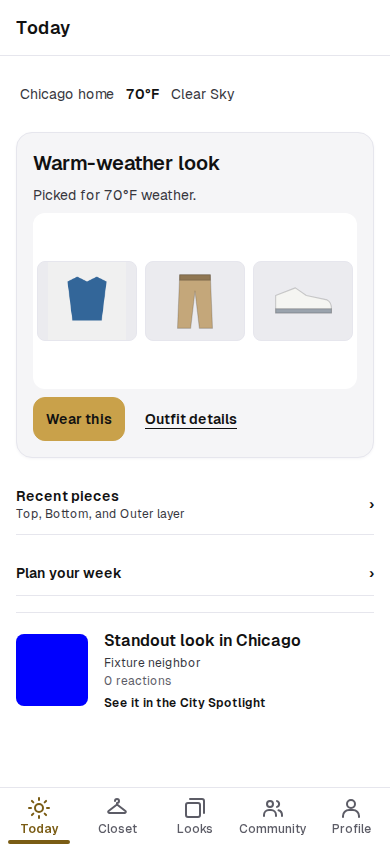 Today
Chicago home 70°F Clear Sky
Warm-weather look
Picked for 70°F weather.
Wear this Outfit details
Recent pieces
Top, Bottom, and Outer layer
Plan your week
Standout look in Chicago
Fixture neighbor
0 reactions
See it in the City Spotlight
Today Closet Looks Community Profile